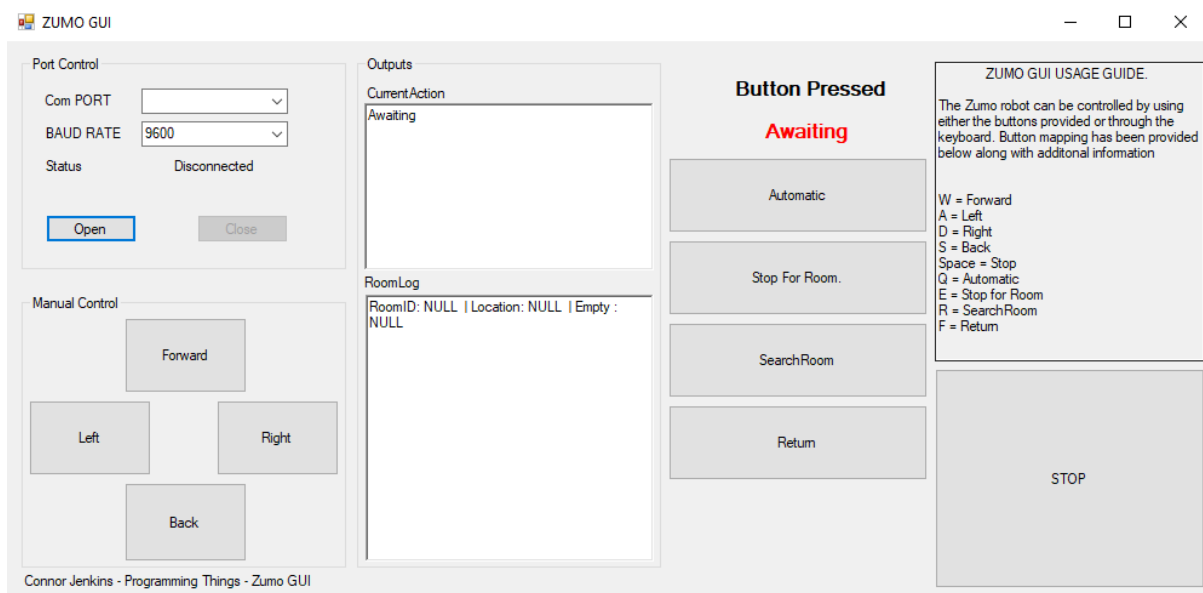 ZUMO GUI
Port Control
Com PORT
BAUD RATE 9600
Status Disconnected
Open Close
Manual Control
Forward
Left Right
Back
Connor Jenkins - Programming Things - Zumo GUI
Outputs
CurrentAction
Awaiting
RoomLog
RoomID: NULL | Location: NULL | Empty :
NULL
Button Pressed
Awaiting
Automatic
Stop For Room.
SearchRoom
Return
ZUMO GUI USAGE GUIDE.
The Zumo robot can be controlled by using
either the buttons provided or through the
keyboard. Button mapping has been provided
below along with additonal information
W = Forward
A = Left
D = Right
S = Back
Space = Stop
Q = Automatic
E = Stop for Room
R = SearchRoom
F = Return
STOP